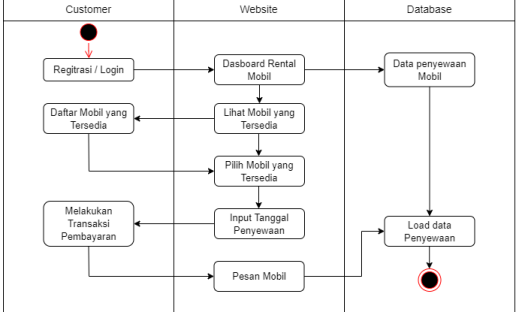 Customer
Website
Database
Regitrasi / Login
Dasboard Rental
Mobil
Data penyewaan
Mobil
Daftar Mobil yang
Tersedia
Lihat Mobil yang
Tersedia
Pilih Mobil yang
Tersedia
Melakukan
Transaksi
Pembayaran
Input Tanggal
Penyewaan
Load data
Penyewaan
Pesan Mobil